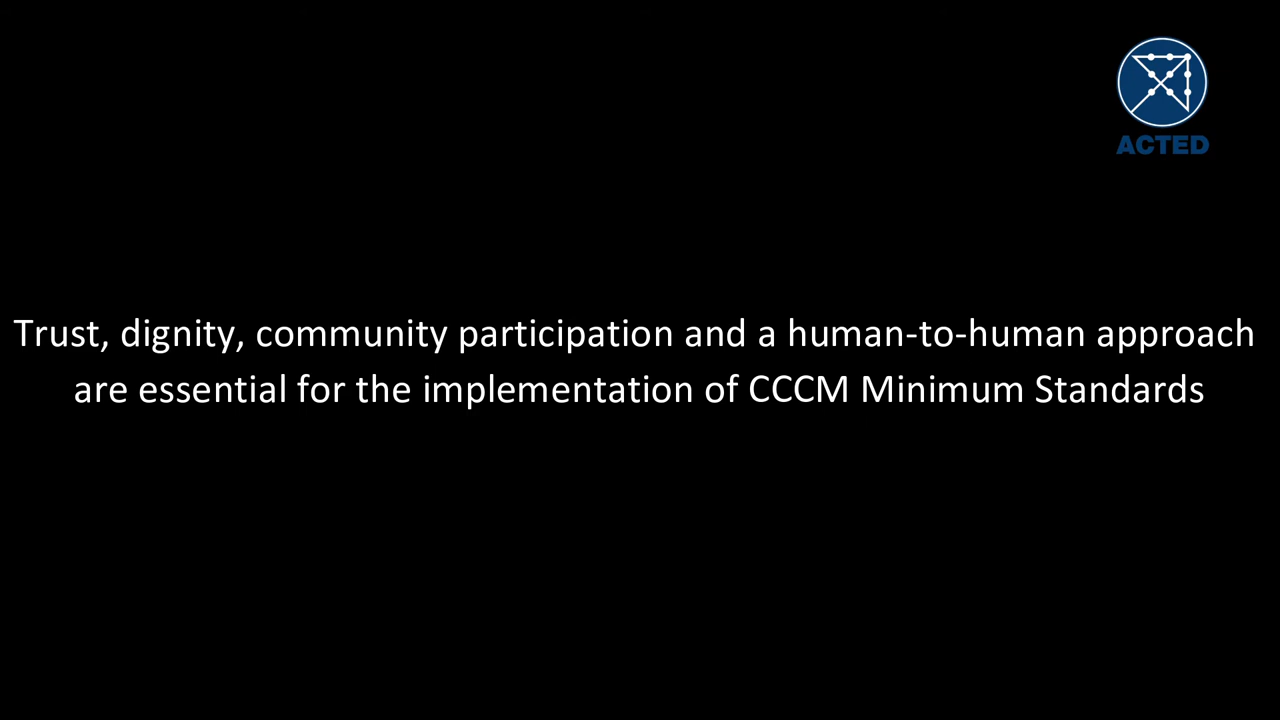 ACTED
Trust, dignity, community participation and a human-to-human approach
are essential for the implementation of CCCM Minimum Standards